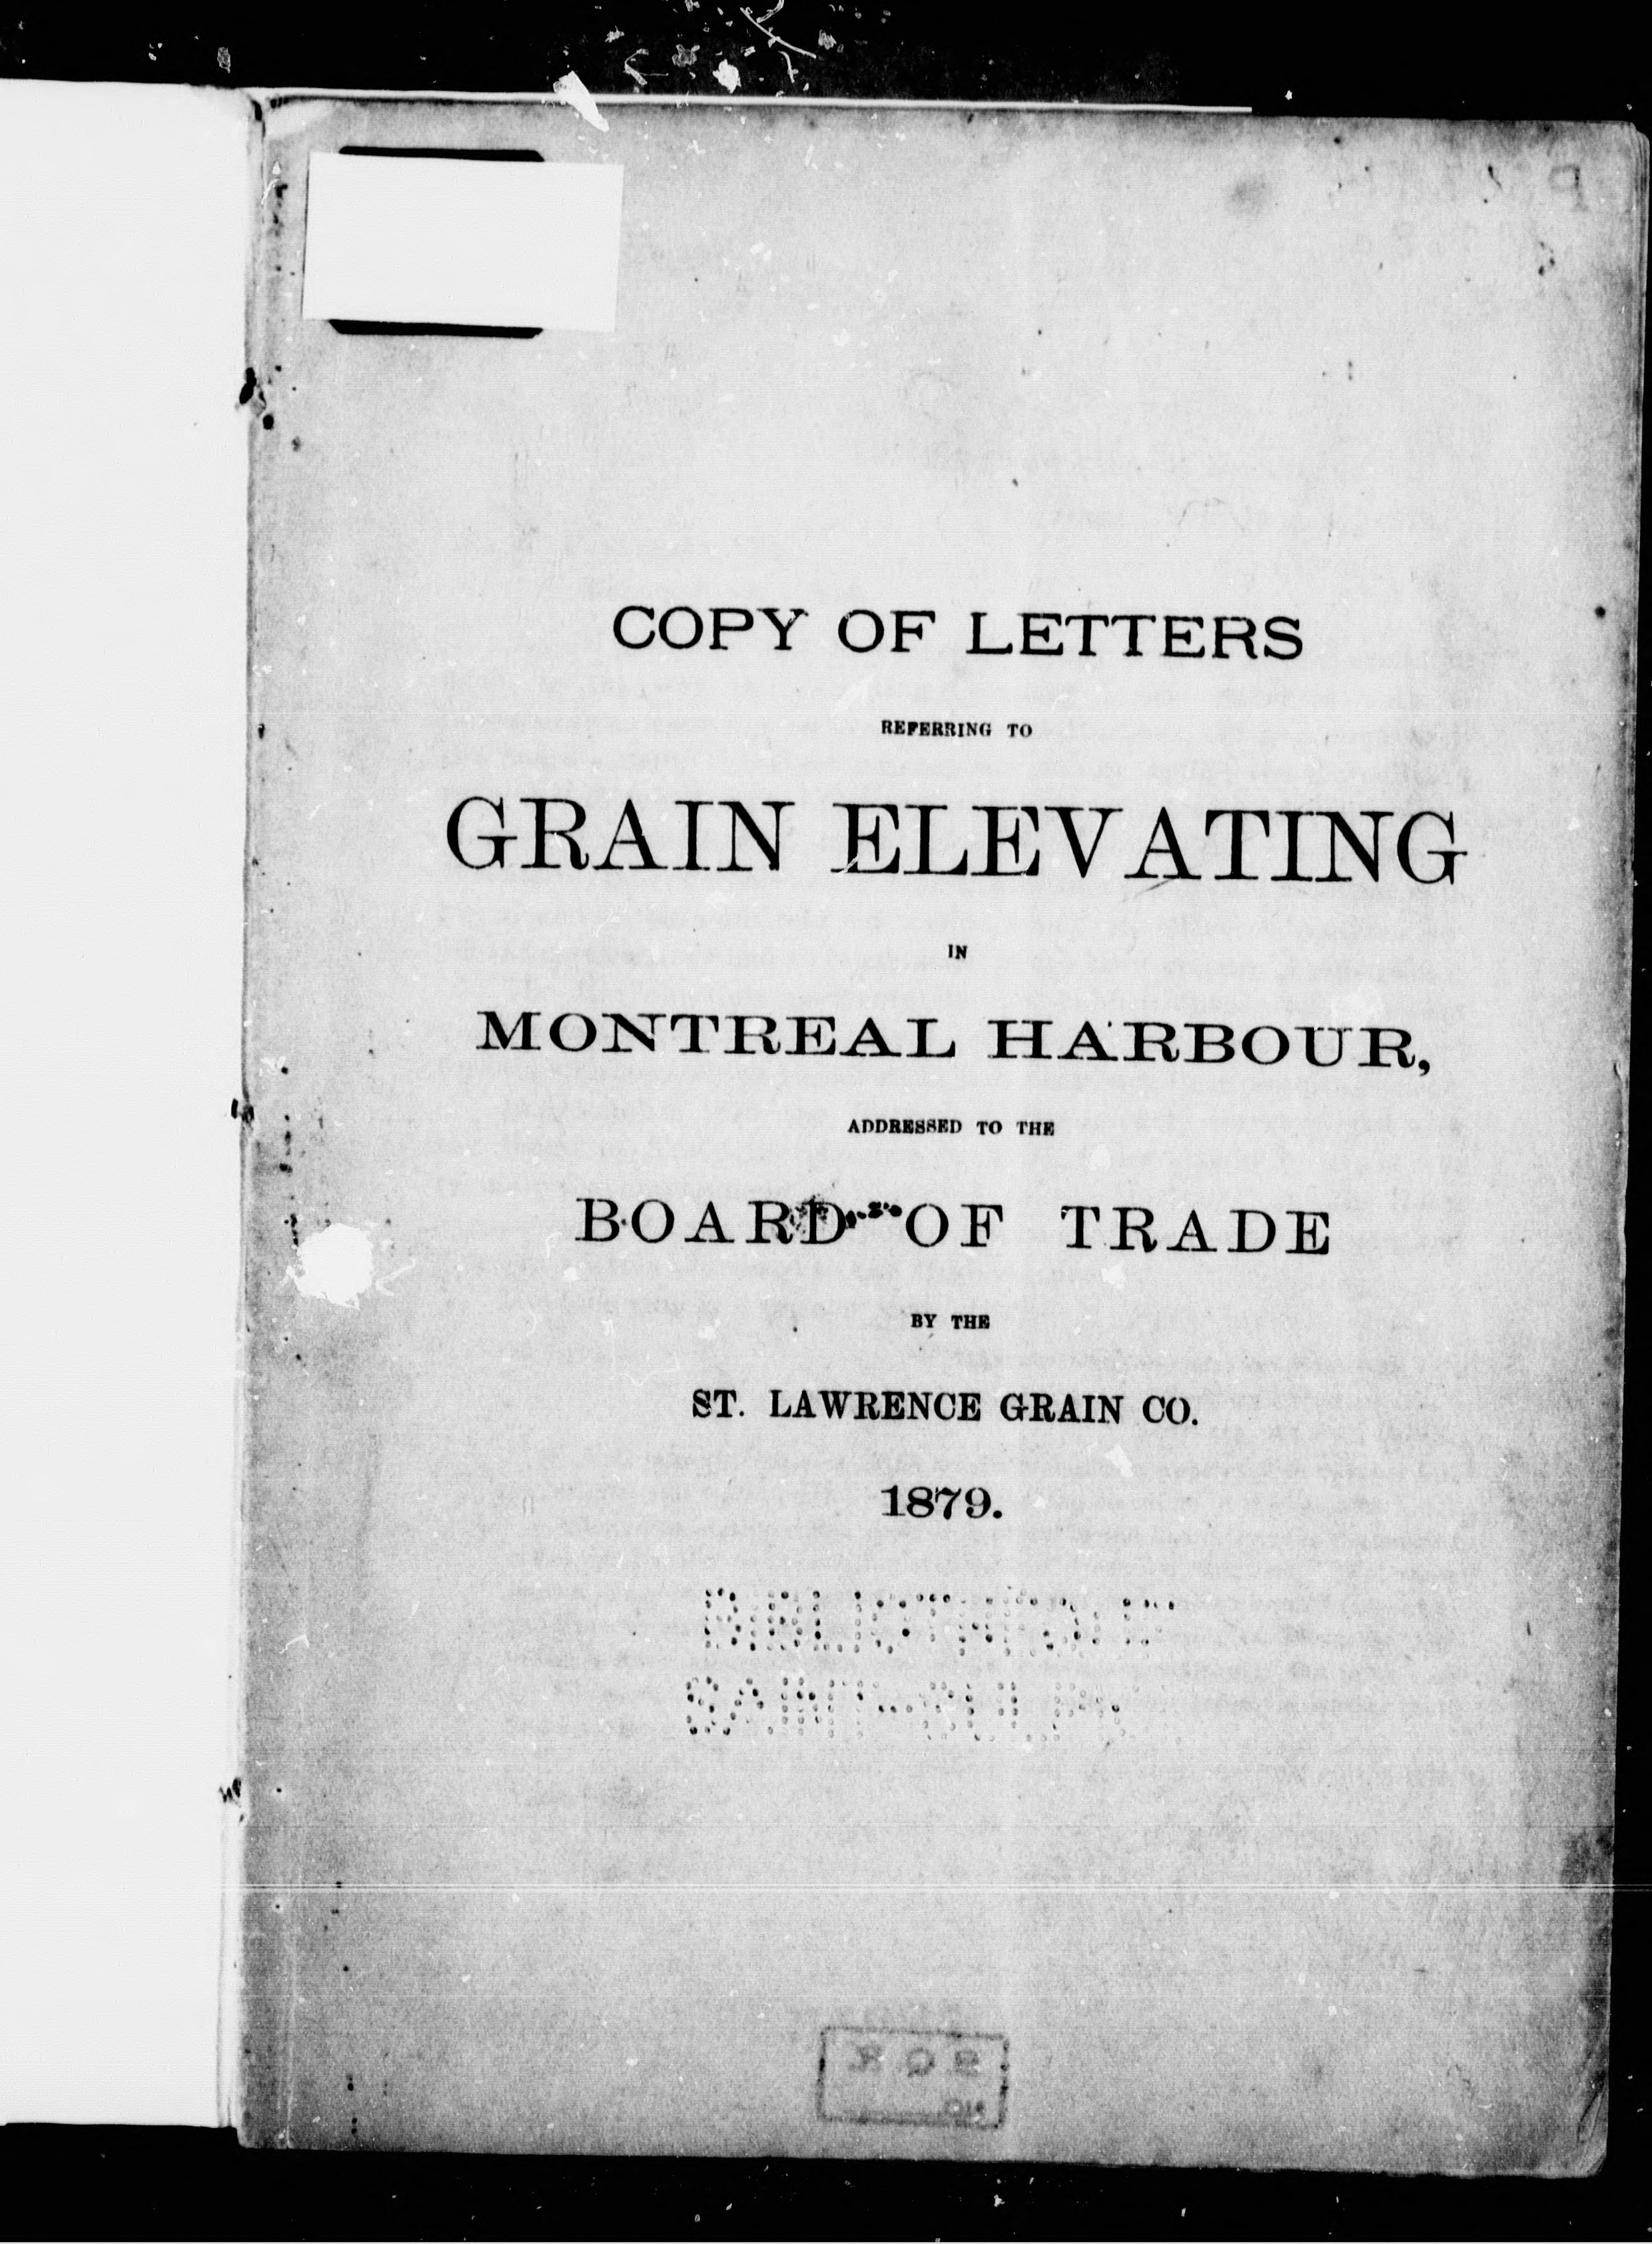 COPY OF LETTERS
REFERRING TO
GRAIN ELEVATING
IN
MONTREAL HARBOUR,
ADDRESSED TO THE
BOARD OF TRADE
BY THE
ST. LAWRENCE GRAIN CO.
1879.
BIBLIOTHEQUE